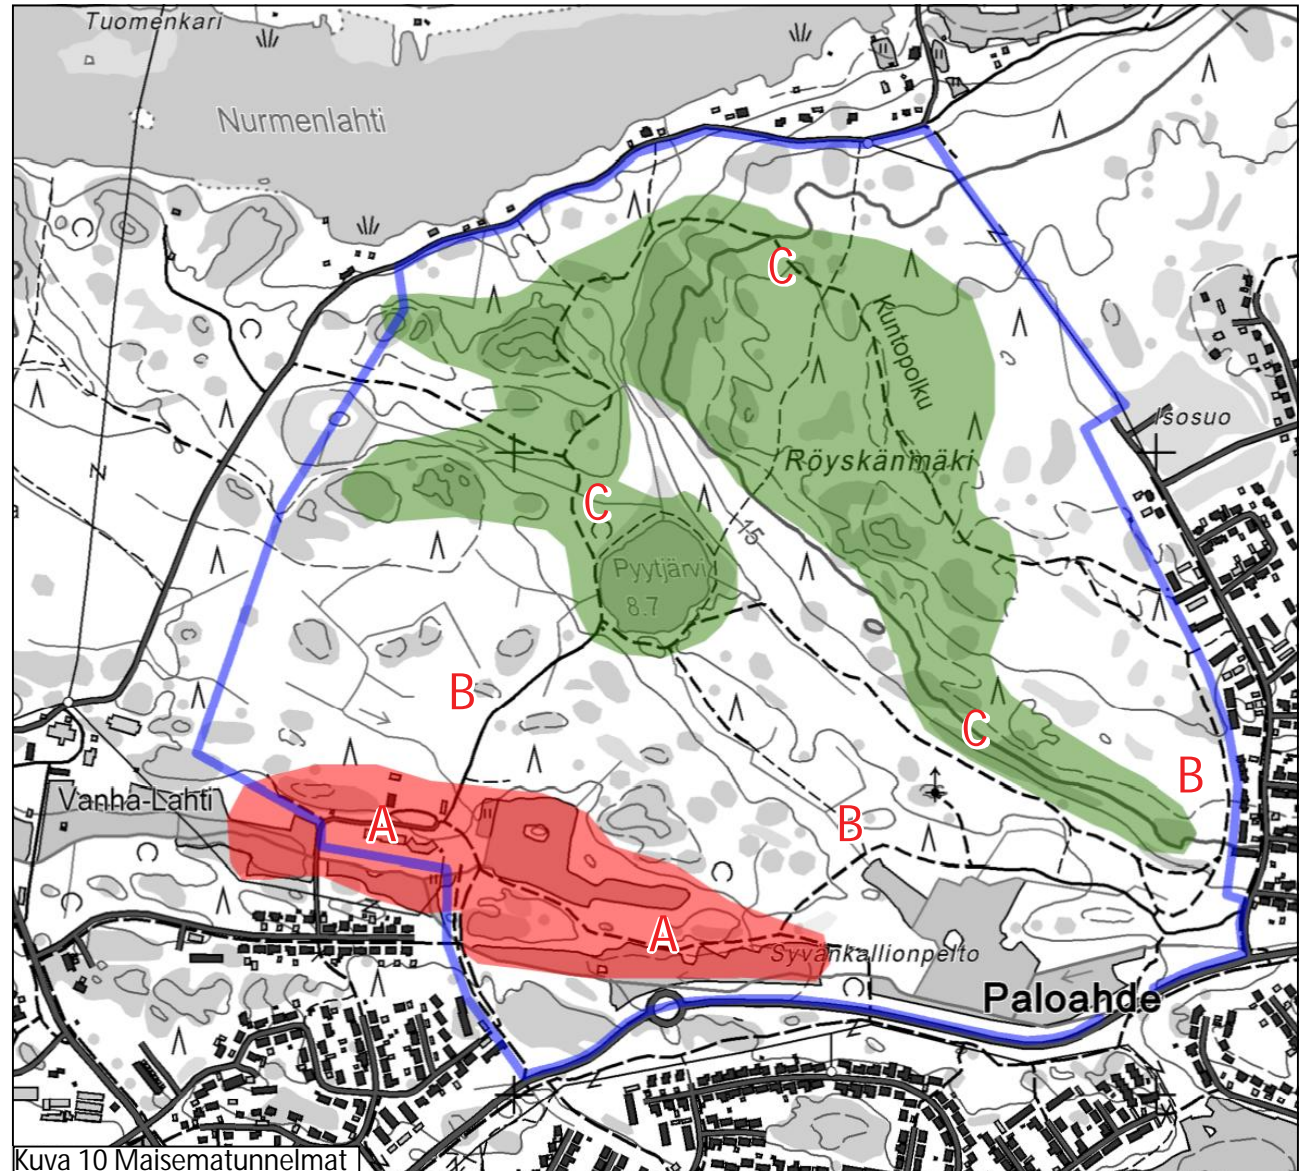 Tuomenkari
Nurmenlahti
C
Kuntopolku
Isosuo
Röyskänmäki
C
15
Pyytjärvi
8.7
B
C
B
Vanha-Lahti
A
B
A
Syvänkallionpelto
Paloahde
Kuva 10 Maisematunnelmat